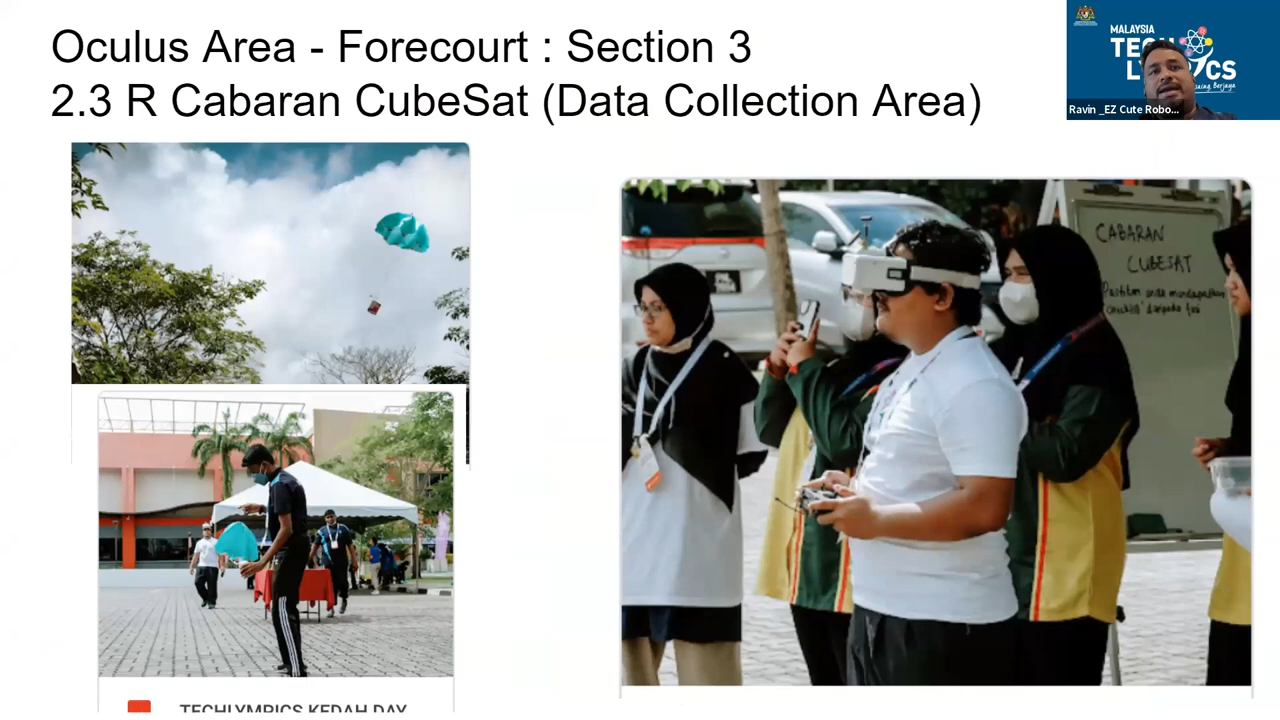 Oculus Area - Forecourt : Section 3
2.3 R Cabaran CubeSat (Data Collection Area)
MALAYSIA
Ravin _EZ Cute Robo...
CABARAN
CUBESAT
TECHLYMPICS KEDAH DAY